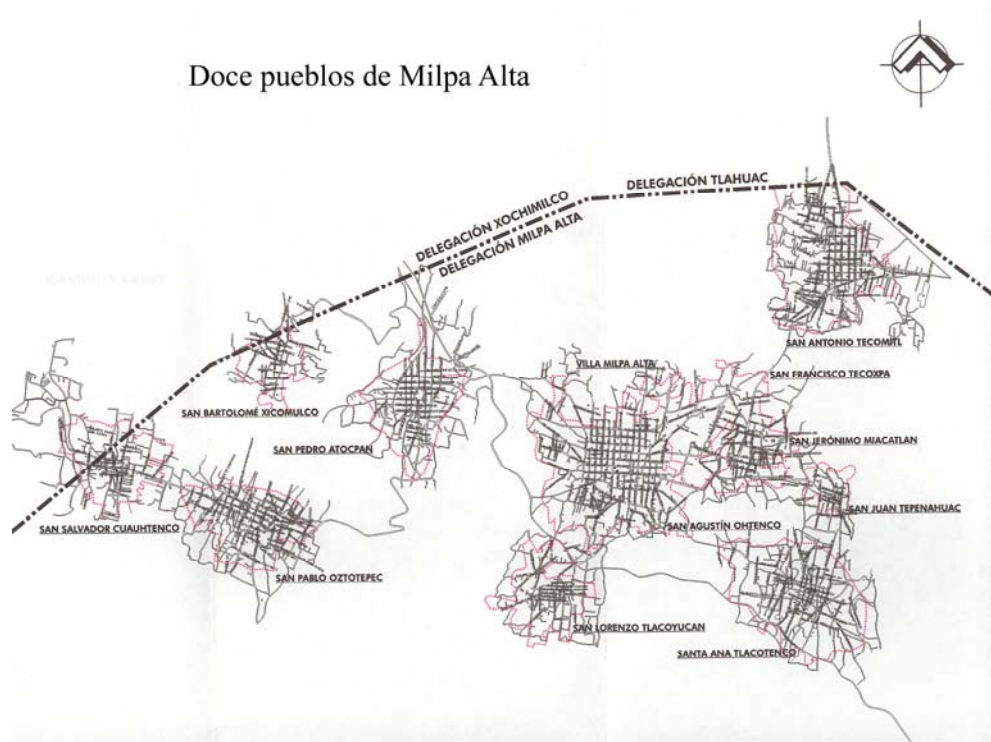 Doce pueblos de Milpa Alta
DELEGACIÓN TLAHUAC
DELEGACIÓN XOCHIMILCO
DELEGACIÓN MILPA ALTA
SAN ANTONIO TECOMITL
VILLA MILPA ALTA
SAN FRANCISCO TECOXPA
SAN BARTOLOMÉ XICOMULCO
SAN PEDRO ATOCPAN
SAN JERÓNIMO MIACATLAN
SAN JUAN TEPENAHUAC
SAN SALVADOR CUAUHTENCO
SAN AGUSTÍN OHTENCO
SAN PABLO OZTOTEPEC
SAN LORENZO TLACOYUCAN
SANTA ANA TLACOTENCO